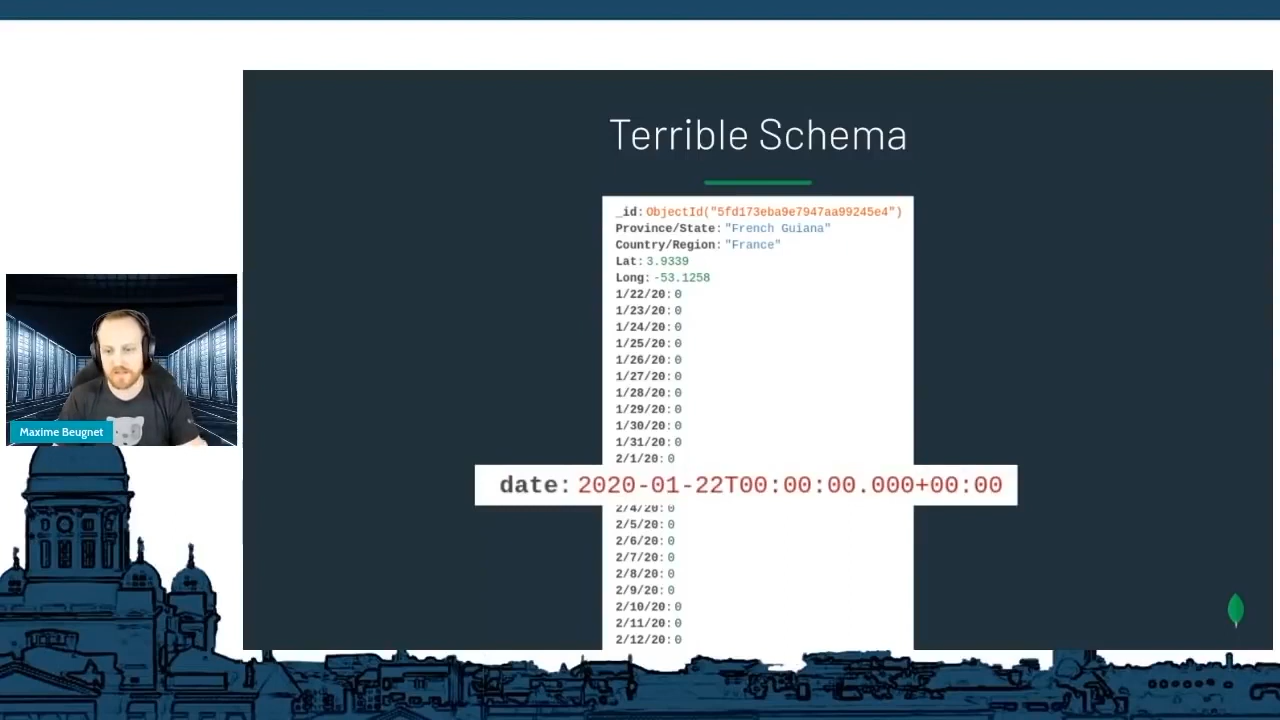 Terrible Schema
_id: ObjectId("5fd173eba9e7947aa99245e4")
Province/State: "French Guiana"
Country/Region: "France"
Lat: 3.9339
Long: -53.1258
1/22/20: 0
1/23/20: 0
1/24/20: 0
1/25/20: 0
1/26/20: 0
1/27/20: 0
1/28/20: 0
1/29/20: 0
1/30/20: 0
1/31/20: 0
2/1/20: 0
date: 2020-01-22T00:00:00.000+00:00
2/4/20: 0
2/5/20: 0
2/6/20: 0
2/7/20: 0
2/8/20: 0
2/9/20: 0
2/10/20: 0
2/11/20: 0
2/12/20: 0
Maxime Beugnet